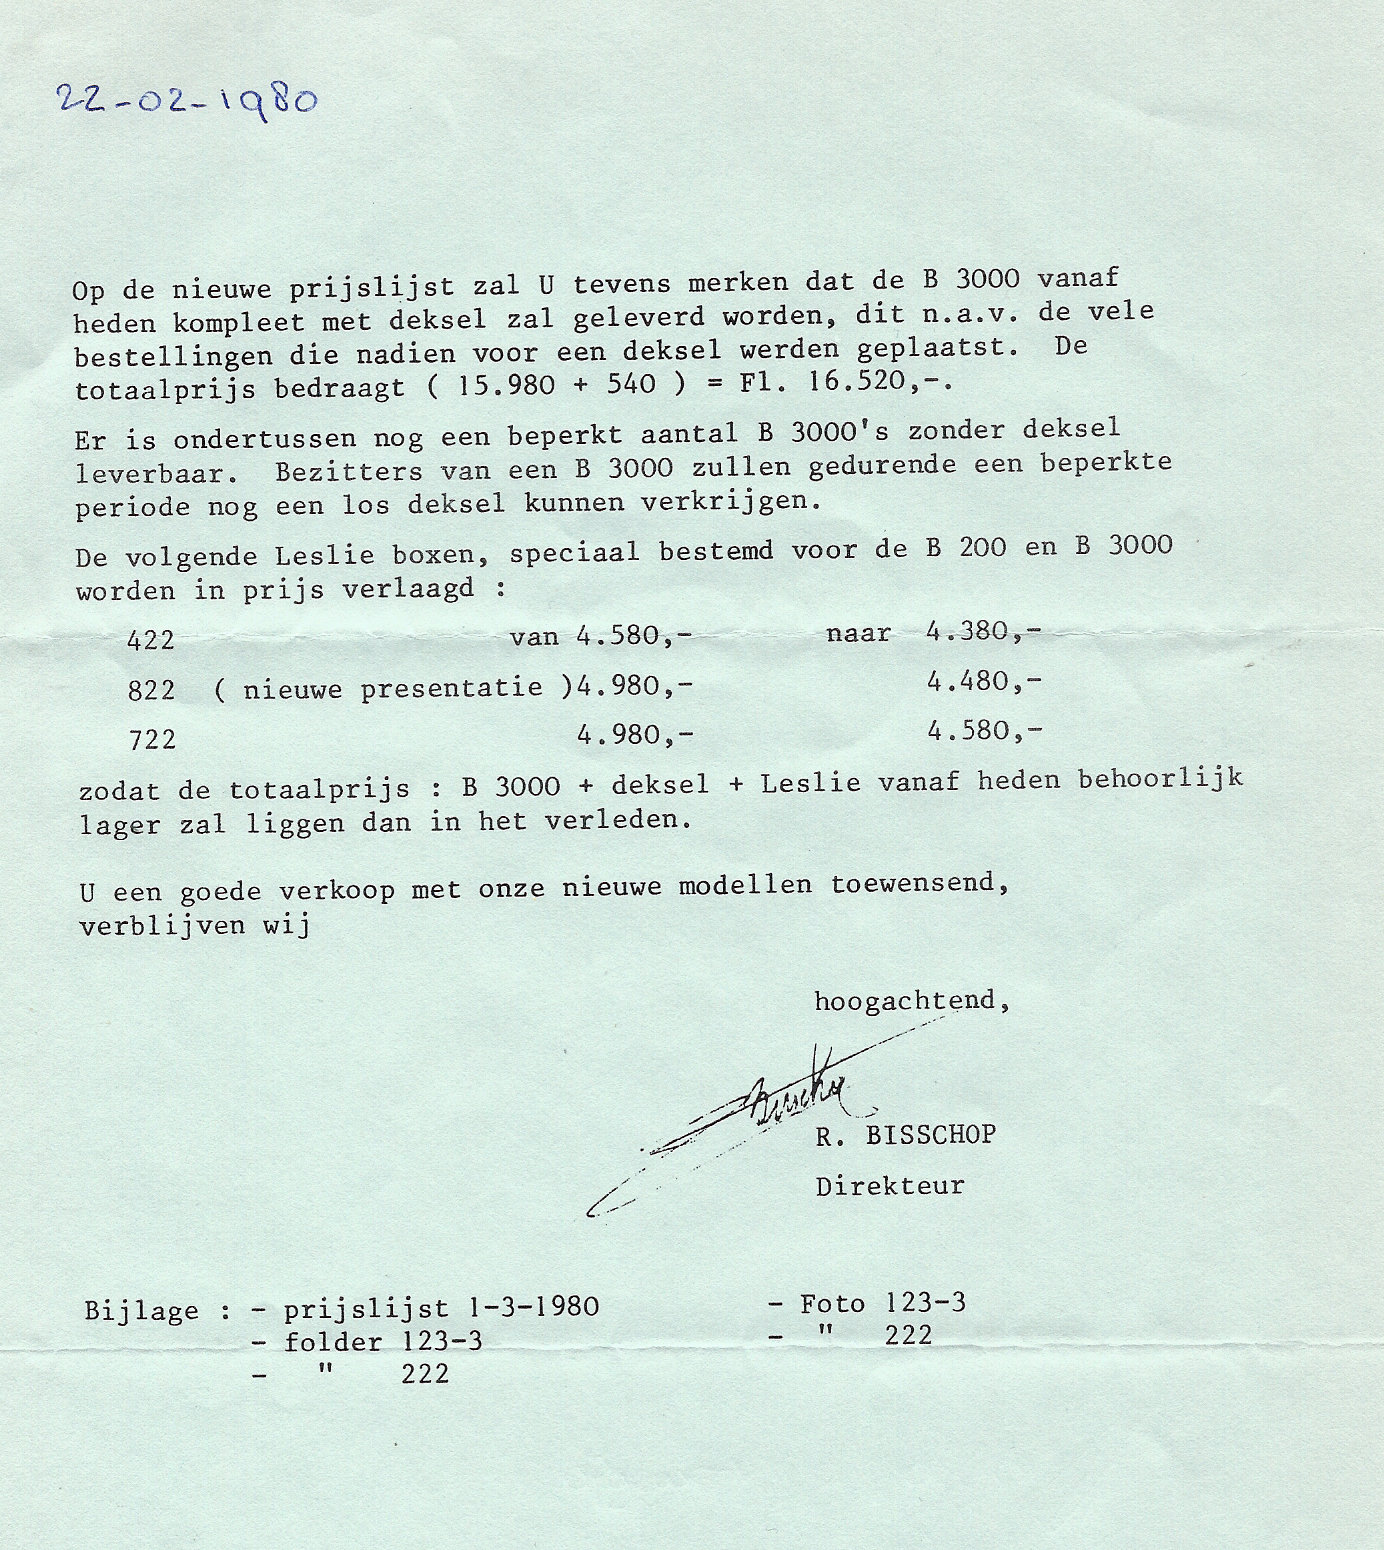 22-02-1980
Op de nieuwe prijslijst zal U tevens merken dat de B 3000 vanaf
heden kompleet met deksel zal geleverd worden, dit n.a.v. de vele
bestellingen die nadien voor een deksel werden geplaatst. De
totaalprijs bedraagt ( 15.980 + 540 ) = Fl. 16.520,-.
Er is ondertussen nog een beperkt aantal B 3000's zonder deksel
leverbaar. Bezitters van een B 3000 zullen gedurende een beperkte
periode nog een los deksel kunnen verkrijgen.
De volgende Leslie boxen, speciaal bestemd voor de B 200 en B 3000
worden in prijs verlaagd :
422 van 4.580,- naar 4.380,-
822 ( nieuwe presentatie )4.980,- 4.480,-
722 4.980,- 4.580,-
zodat de totaalprijs : B 3000 + deksel + Leslie vanaf heden behoorlijk
lager zal liggen dan in het verleden.
U een goede verkoop met onze nieuwe modellen toewensend,
verblijven wij
hoogachtend,
R. BISSCHOP
Direkteur
Bijlage : - prijslijst 1-3-1980 - Foto 123-3
- folder 123-3 - " 222
- " 222